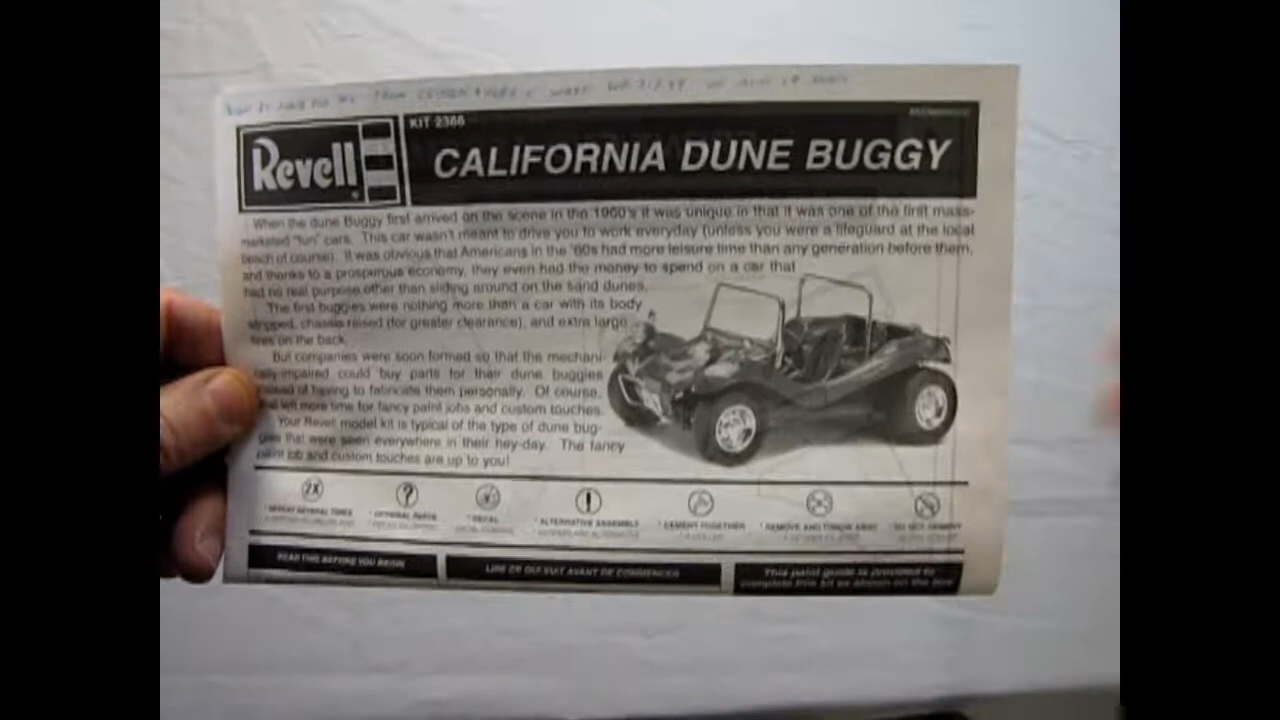 KIT 2366
Revell
CALIFORNIA DUNE BUGGY
When the dune Buggy first arrived on the scene in the 1960's it was unique in that it was one of the first mass-
marketed "fun" cars. This car wasn't meant to drive you to work everyday (unless you were a lifeguard at the local
beach of course). It was obvious that Americans in the '60s had more leisure time than any generation before them,
and thanks to a prosperous economy, they even had the money to spend on a car that
had no real purpose other than sliding around on the sand dunes.
The first buggies were nothing more than a car with its body
stripped, chassis raised (for greater clearance), and extra large
tires on the back.
But companies were soon formed so that the mechani-
cally-impaired could buy parts for their dune buggies
instead of having to fabricate them personally. Of course,
that left more time for fancy paint jobs and custom touches.
Your Revell model kit is typical of the type of dune bug-
gies that were seen everywhere in their hey-day. The fancy
paint job and custom touches are up to you!
2X
?
!
* REPEAT SEVERAL TIMES
* OPTIONAL PARTS
* DECAL
* ALTERNATIVE ASSEMBLY
* CEMENT TOGETHER
* REMOVE AND THROW AWAY
* DO NOT CEMENT
READ THIS BEFORE YOU BEGIN
LIRE CE QUI SUIT AVANT DE COMMENCER
This paint guide is provided to
complete this kit as shown on the box